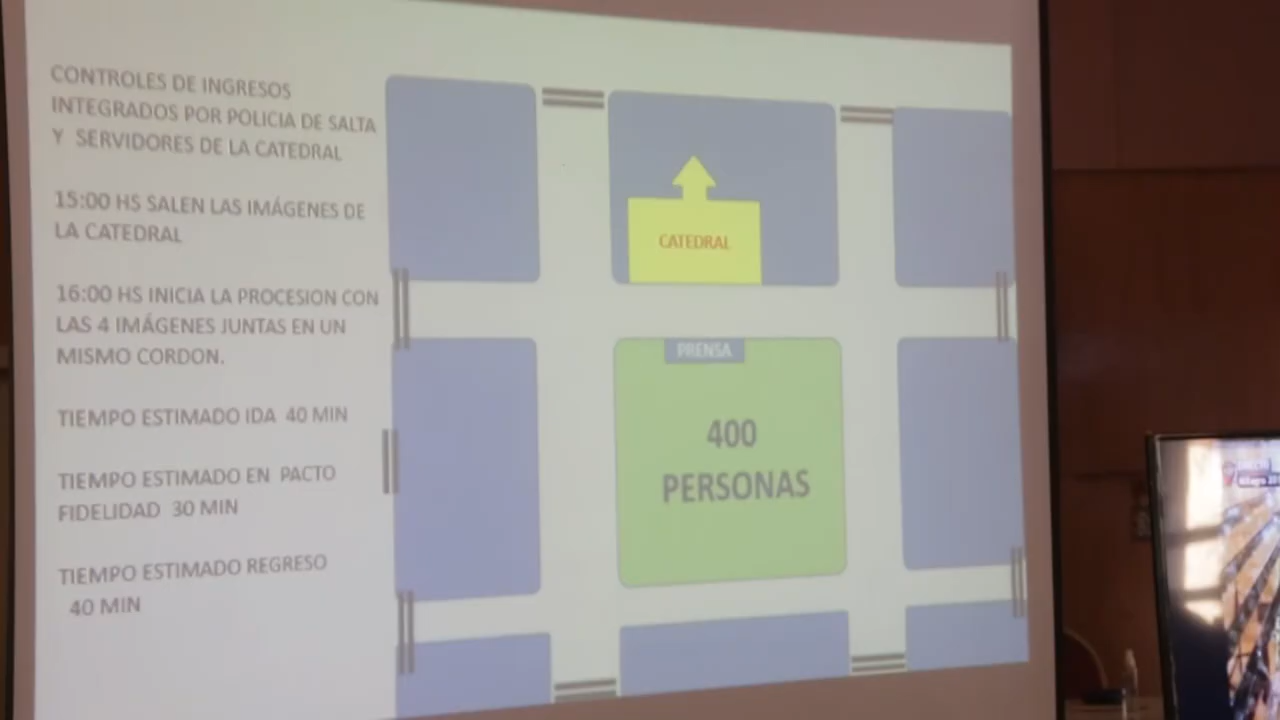 CONTROLES DE INGRESOS
INTEGRADOS POR POLICIA DE SALTA
Y SERVIDORES DE LA CATEDRAL
15:00 HS SALEN LAS IMÁGENES DE
LA CATEDRAL
16:00 HS INICIA LA PROCESION CON
LAS 4 IMÁGENES JUNTAS EN UN
MISMO CORDON.
TIEMPO ESTIMADO IDA 40 MIN
TIEMPO ESTIMADO EN PACTO
FIDELIDAD 30 MIN
TIEMPO ESTIMADO REGRESO
40 MIN
CATEDRAL
PRENSA
400
PERSONAS